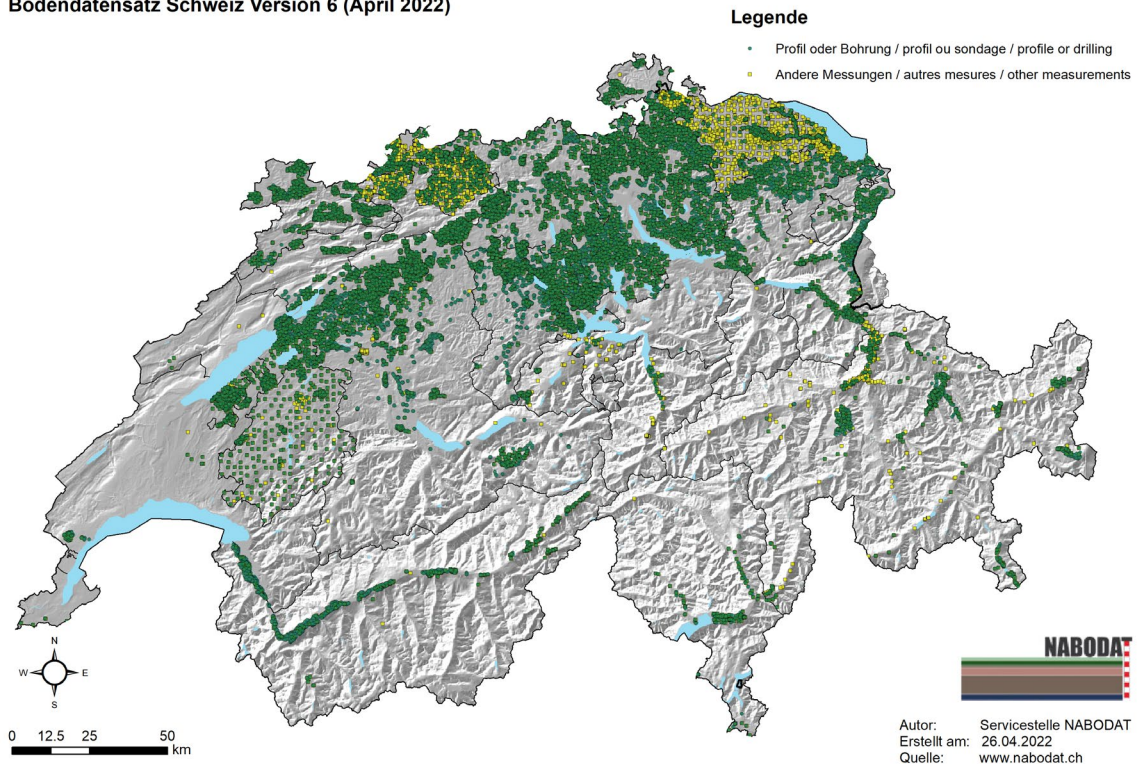 Bodendatensatz Schweiz Version 6 (April 2022)
Legende
Profil oder Bohrung / profil ou sondage / profile or drilling
Andere Messungen / autres mesures / other measurements
N
W E
S
0 12.5 25 50
km
NABODAT
Autor: Servicestelle NABODAT
Erstellt am: 26.04.2022
Quelle: www.nabodat.ch